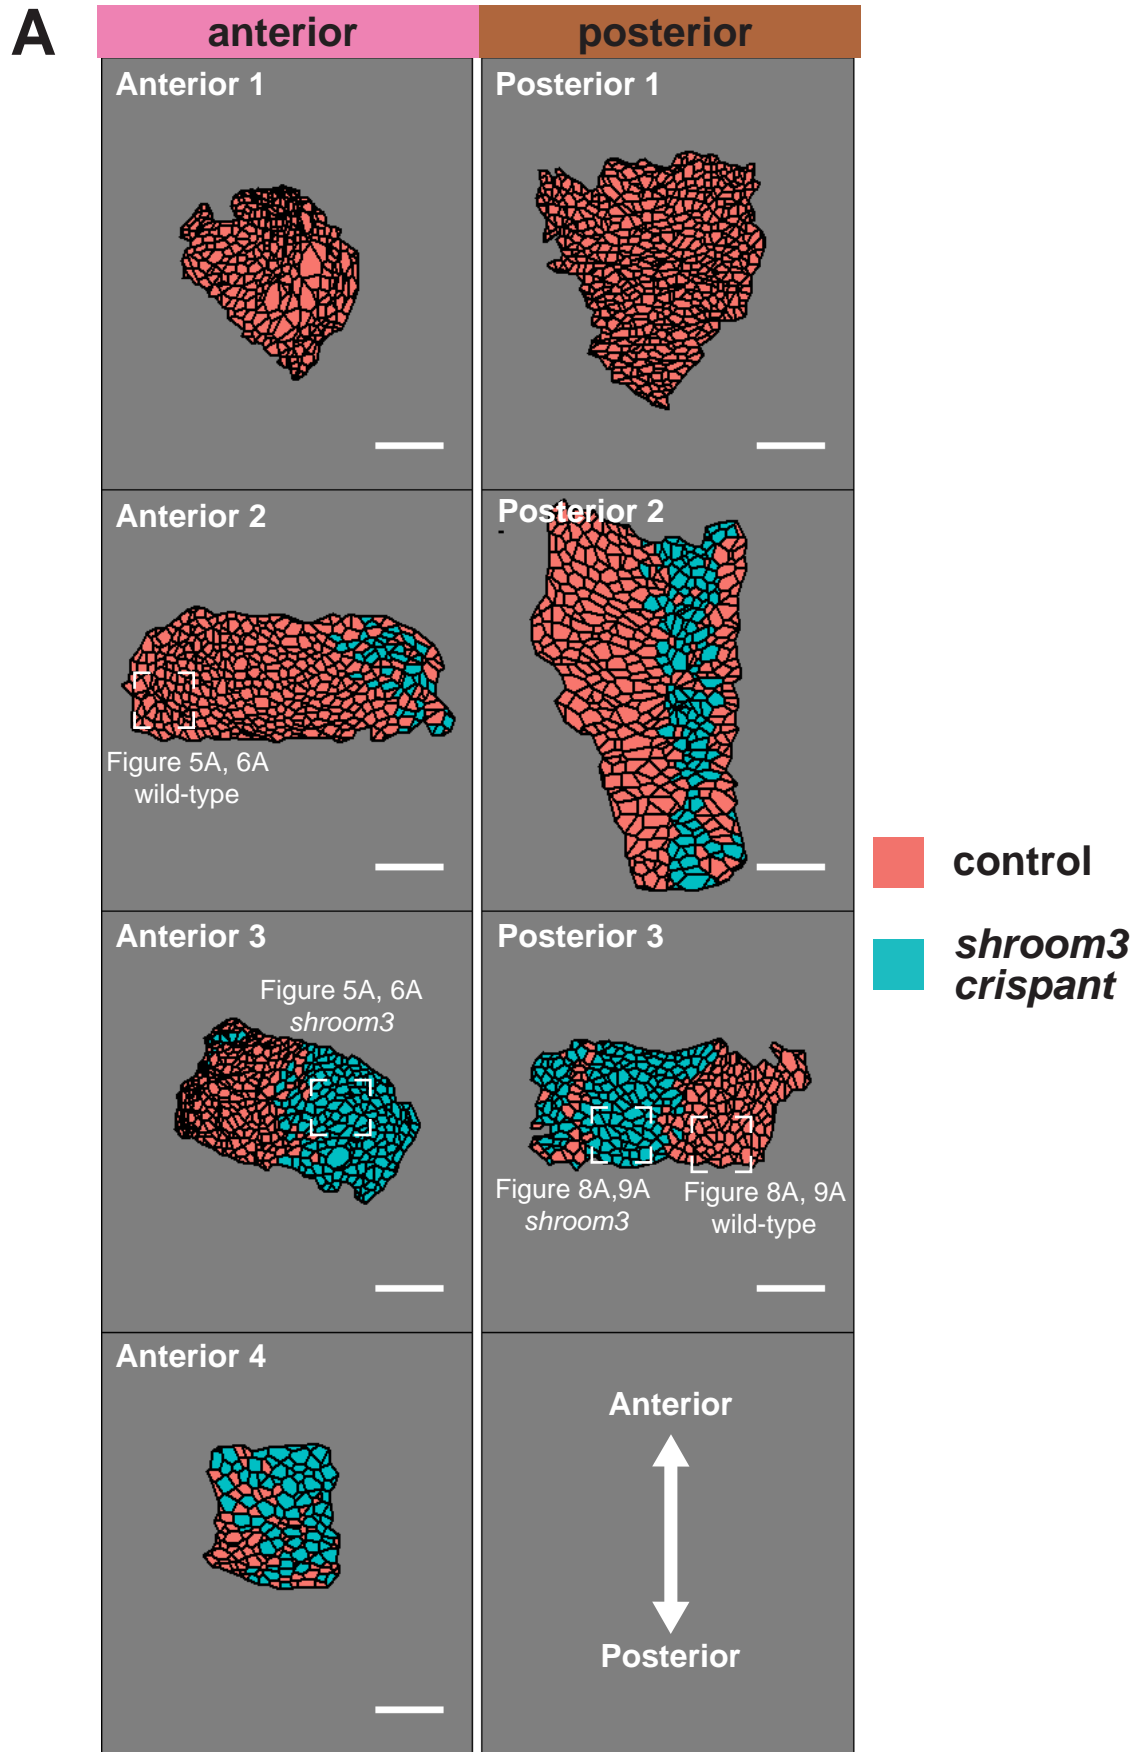 A
anterior
posterior
Anterior 1
Posterior 1
Anterior 2
Posterior 2
Figure 5A, 6A
wild-type
control
shroom3
crispant
Anterior 3
Posterior 3
Figure 5A, 6A
shroom3
Figure 8A,9A
shroom3
Figure 8A, 9A
wild-type
Anterior 4
Anterior
Posterior